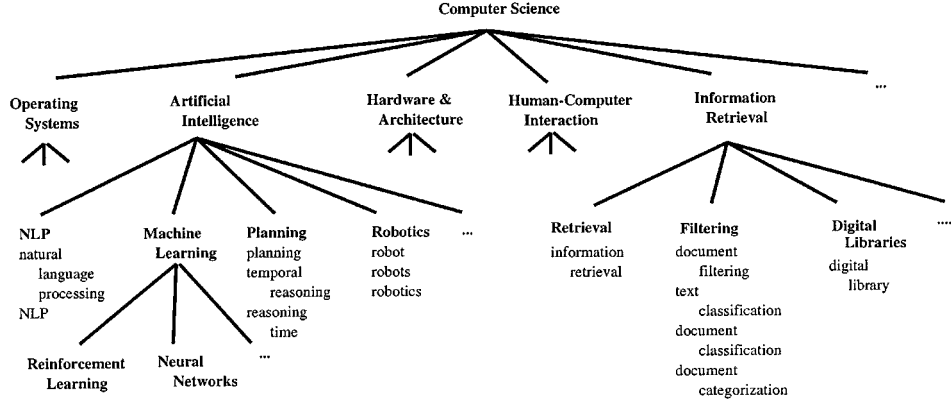 Computer Science
...
Operating
Systems
Artificial
Intelligence
Hardware &
Architecture
Human-Computer
Interaction
Information
Retrieval
NLP
natural
language
processing
NLP
Machine
Learning
Planning
planning
temporal
reasoning
reasoning
time
Robotics
robot
robots
robotics
...
Retrieval
information
retrieval
Filtering
document
filtering
text
classification
document
classification
document
categorization
Digital
Libraries
digital
library
....
Reinforcement
Learning
Neural
Networks
...